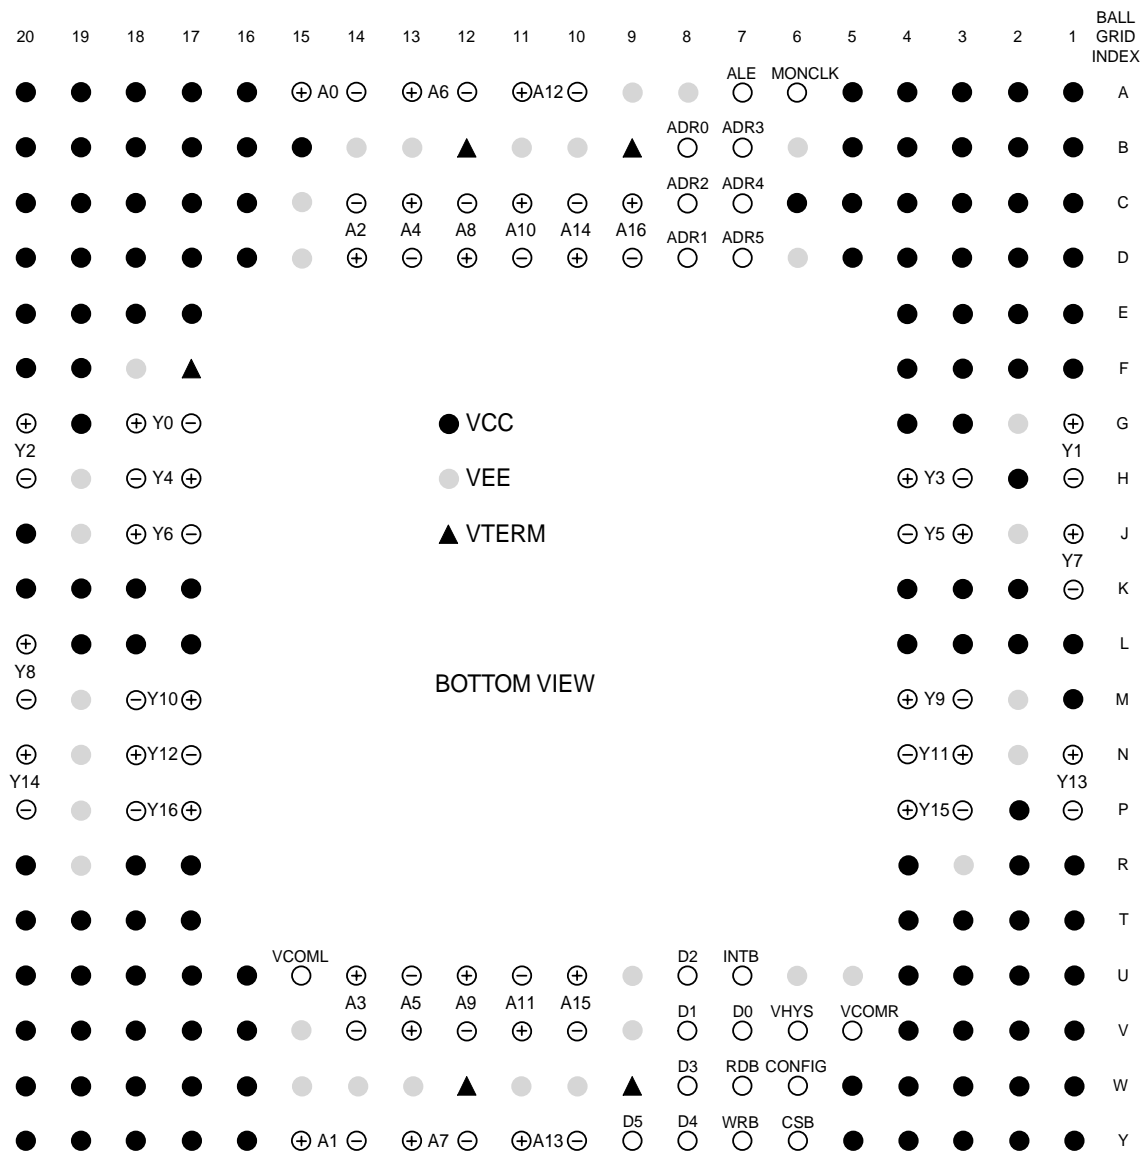 BALL
20 19 18 17 16 15 14 13 12 11 10 9 8 7 6 5 4 3 2 1 GRID
INDEX
A0 A6 A12 ALE MONCLK A
ADR0 ADR3 B
ADR2 ADR4 C
A2 A4 A8 A10 A14 A16
ADR1 ADR5 D
E
F
Y0 VCC G
Y2 Y1
Y4 VEE Y3 H
Y6 VTERM Y5 J
Y7
K
L
Y8
BOTTOM VIEW
Y10 Y9 M
Y12 Y11 N
Y14 Y13
Y16 Y15 P
R
T
VCOML D2 INTB U
A3 A5 A9 A11 A15
D1 D0 VHYS VCOMR V
D3 RDB CONFIG W
D5 D4 WRB CSB
A1 A7 A13 Y